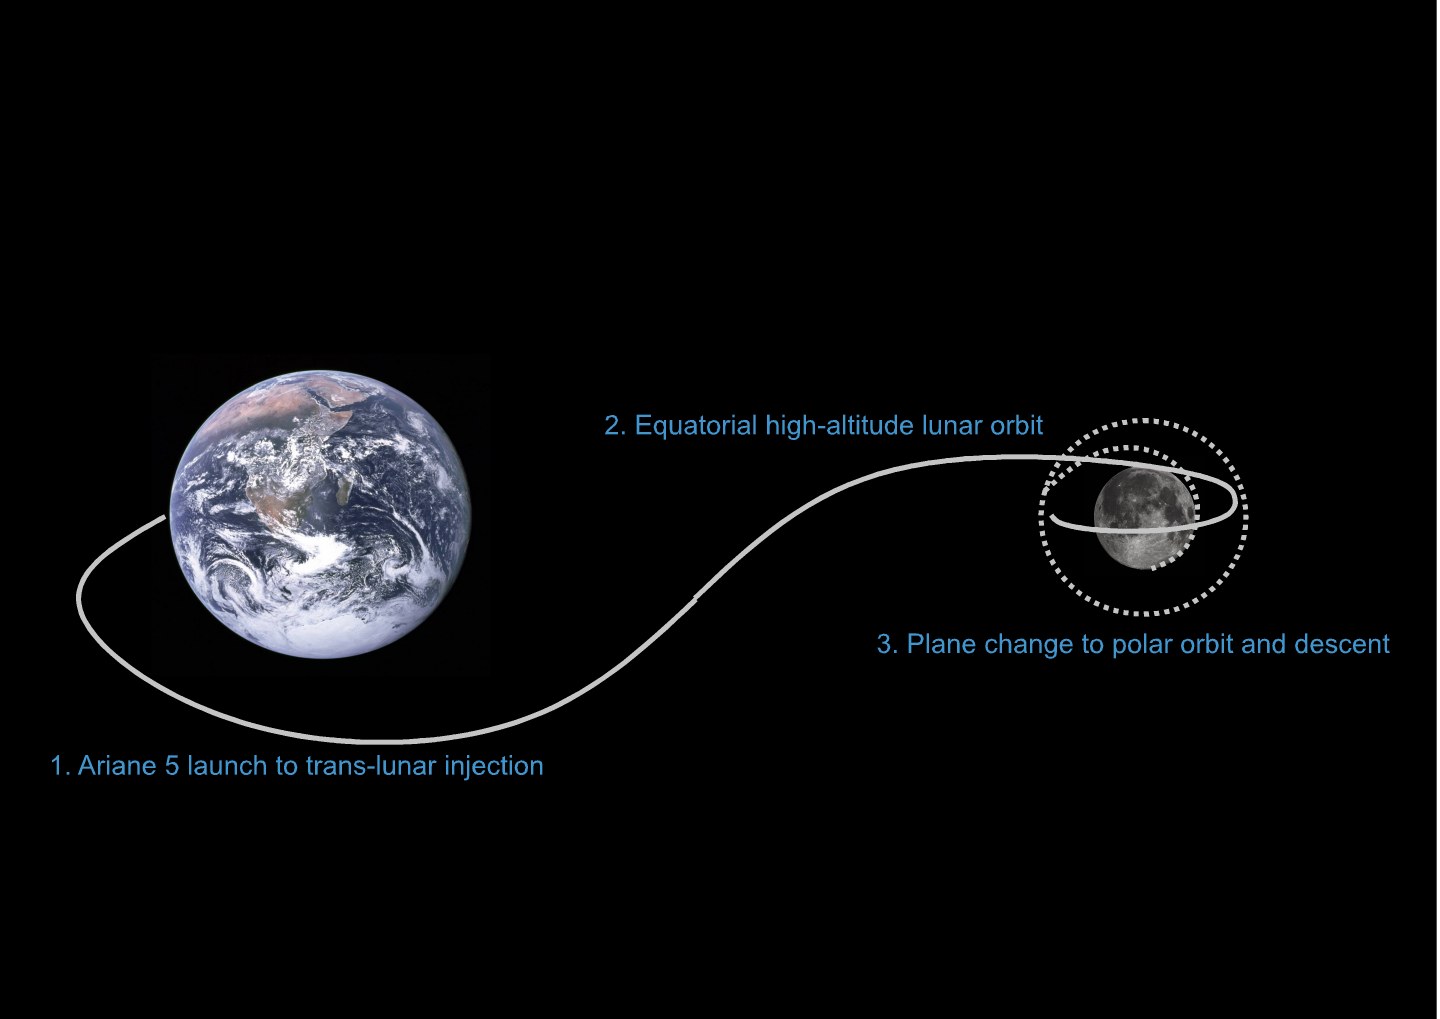 2. Equatorial high-altitude lunar orbit
3. Plane change to polar orbit and descent
1. Ariane 5 launch to trans-lunar injection